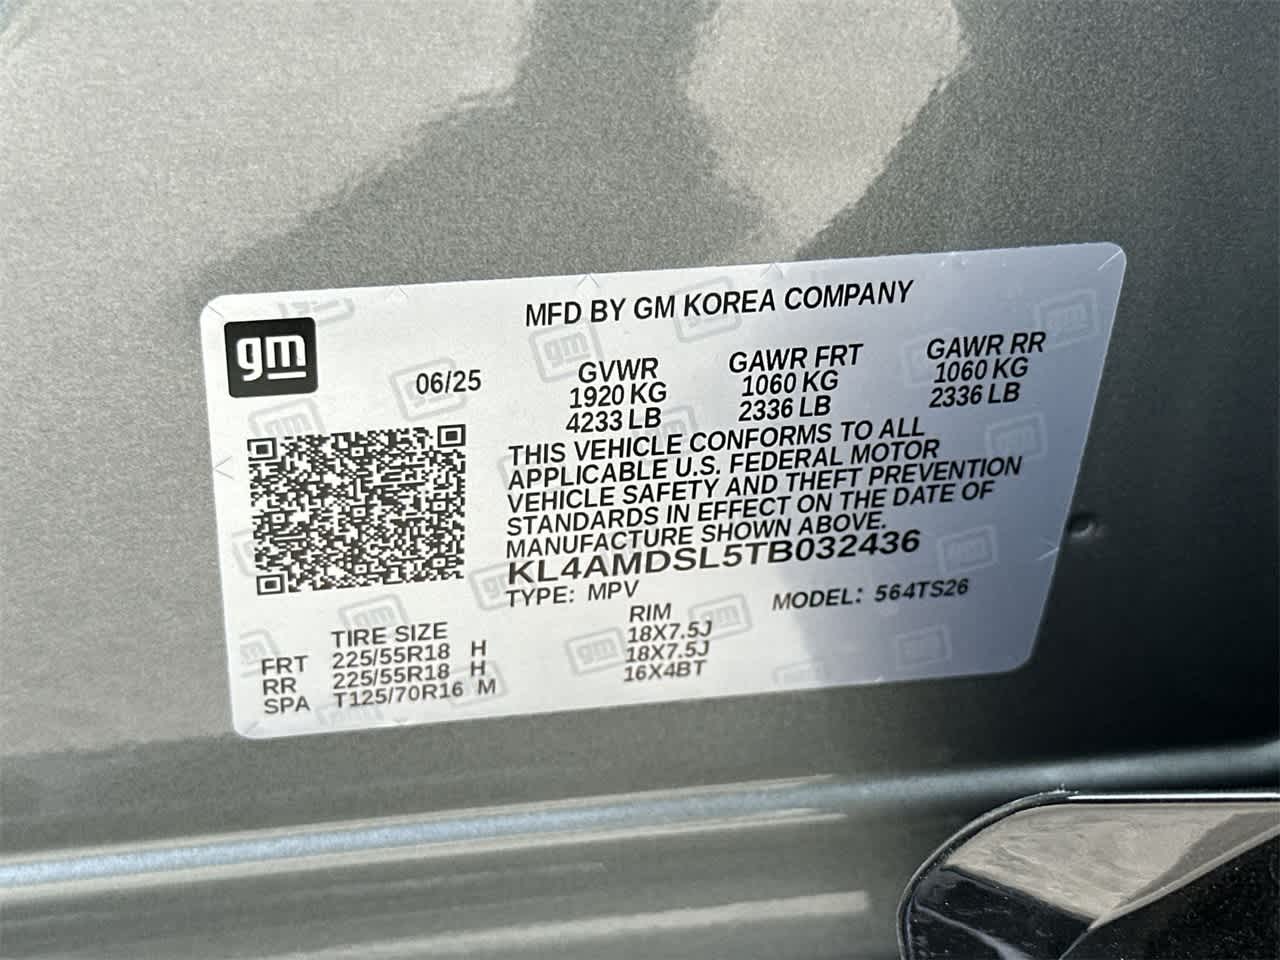 MFD BY GM KOREA COMPANY
gm
06/25
GVWR GAWR FRT GAWR RR
1920 KG 1060 KG 1060 KG
4233 LB 2336 LB 2336 LB
THIS VEHICLE CONFORMS TO ALL
APPLICABLE U.S. FEDERAL MOTOR
VEHICLE SAFETY AND THEFT PREVENTION
STANDARDS IN EFFECT ON THE DATE OF
MANUFACTURE SHOWN ABOVE.
KL4AMDSL5TB032436
TYPE: MPV MODEL: 564TS26
TIRE SIZE RIM
FRT 225/55R18 H 18X7.5J
RR 225/55R18 H 18X7.5J
SPA T125/70R16 M 16X4BT